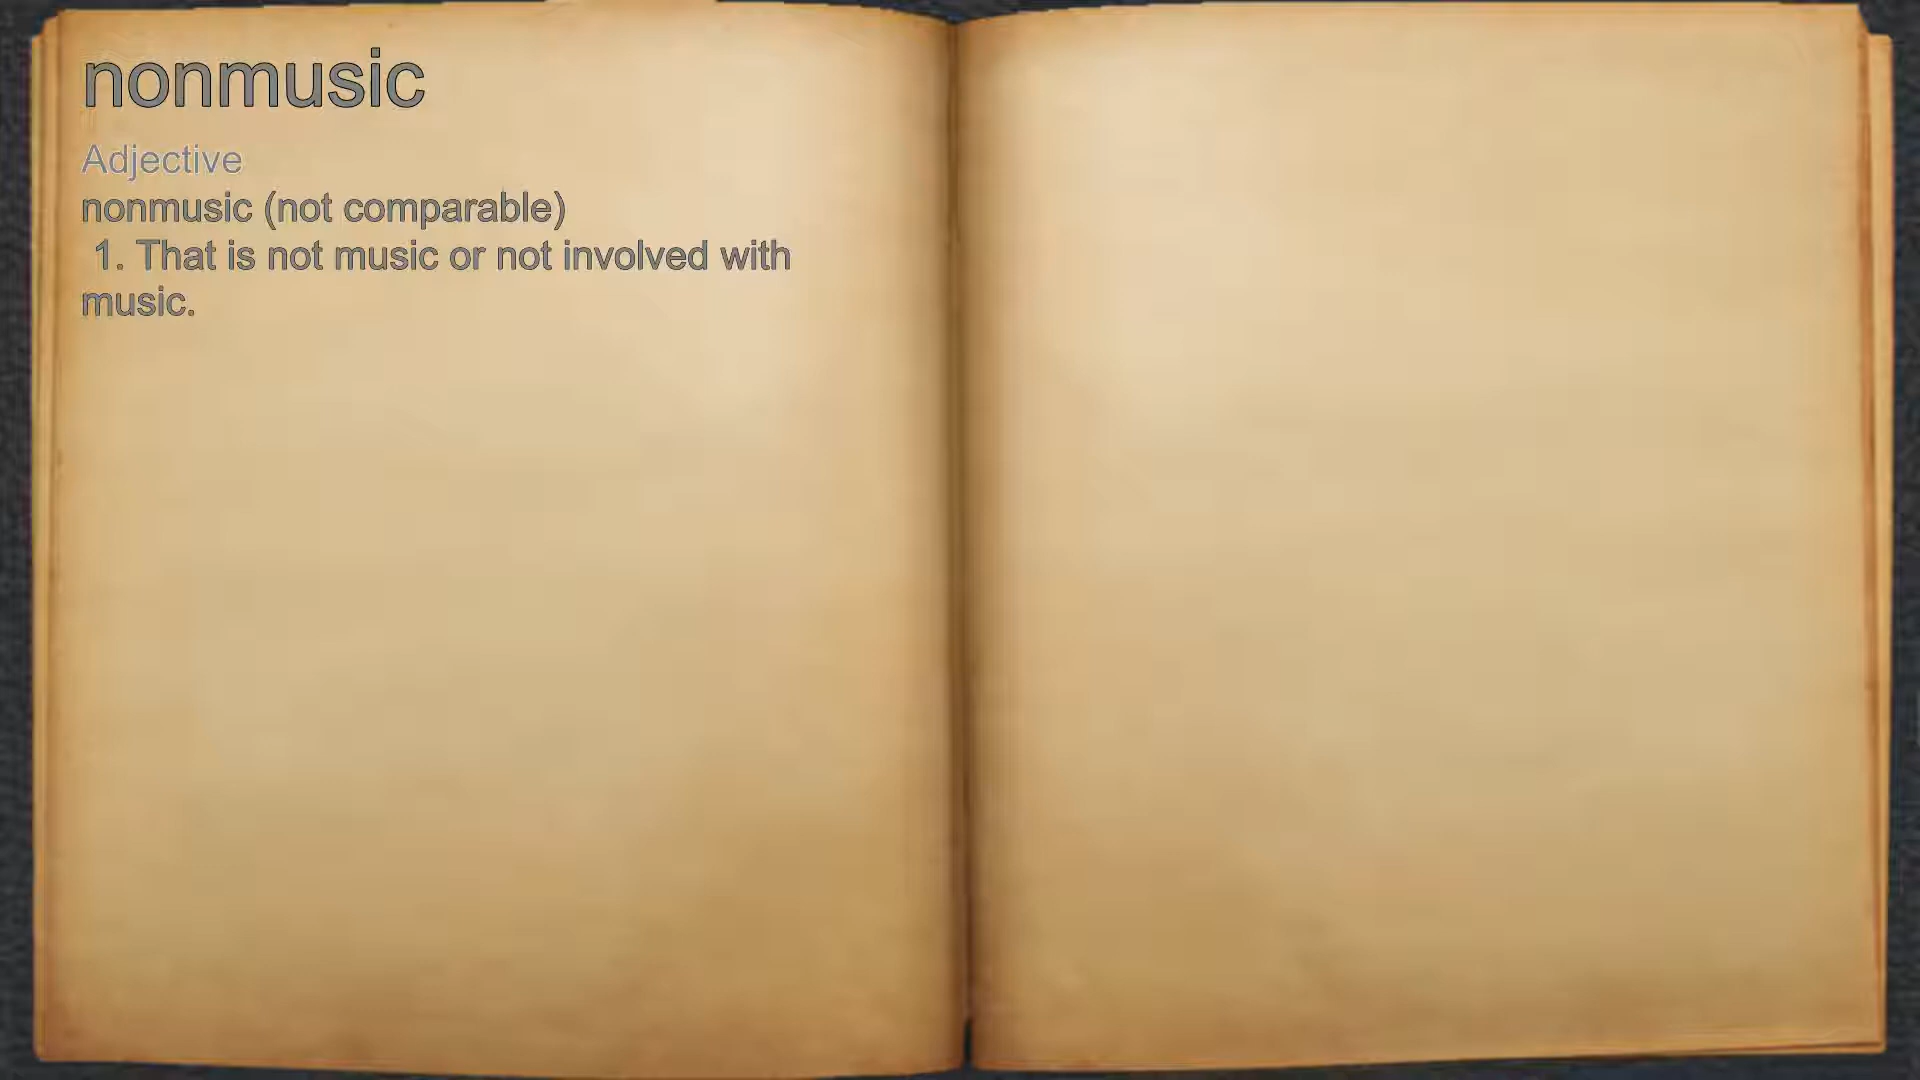 nonmusic
Adjective
nonmusic (not comparable)
1. That is not music or not involved with
music.